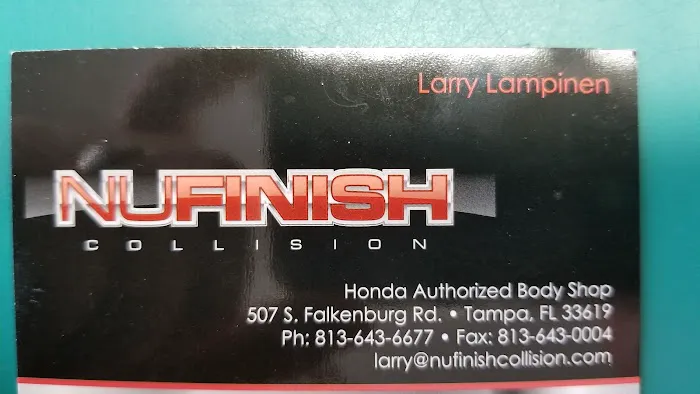 Larry Lampinen
NUFINISH
COLLISION
Honda Authorized Body Shop
507 S. Falkenburg Rd. • Tampa, FL 33619
Ph: 813-643-6677 • Fax: 813-643-0004
larry@nufinishcollision.com